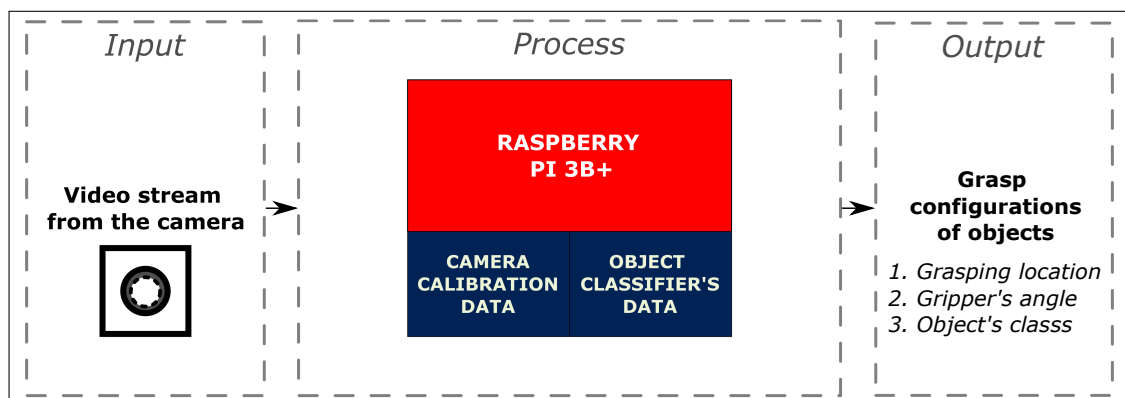 Input
Process
Output
Video stream
from the camera
RASPBERRY
PI 3B+
CAMERA
CALIBRATION
DATA
OBJECT
CLASSIFIER'S
DATA
Grasp
configurations
of objects
1. Grasping location
2. Gripper's angle
3. Object's classs